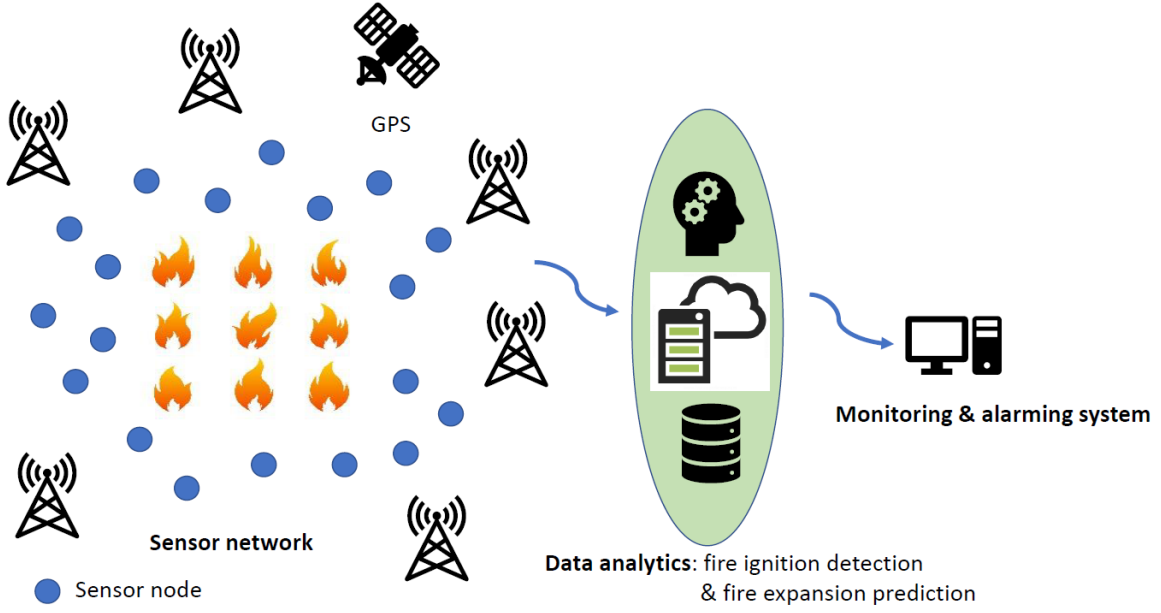 GPS
Monitoring & alarming system
Sensor network
Data analytics: fire ignition detection
& fire expansion prediction
Sensor node